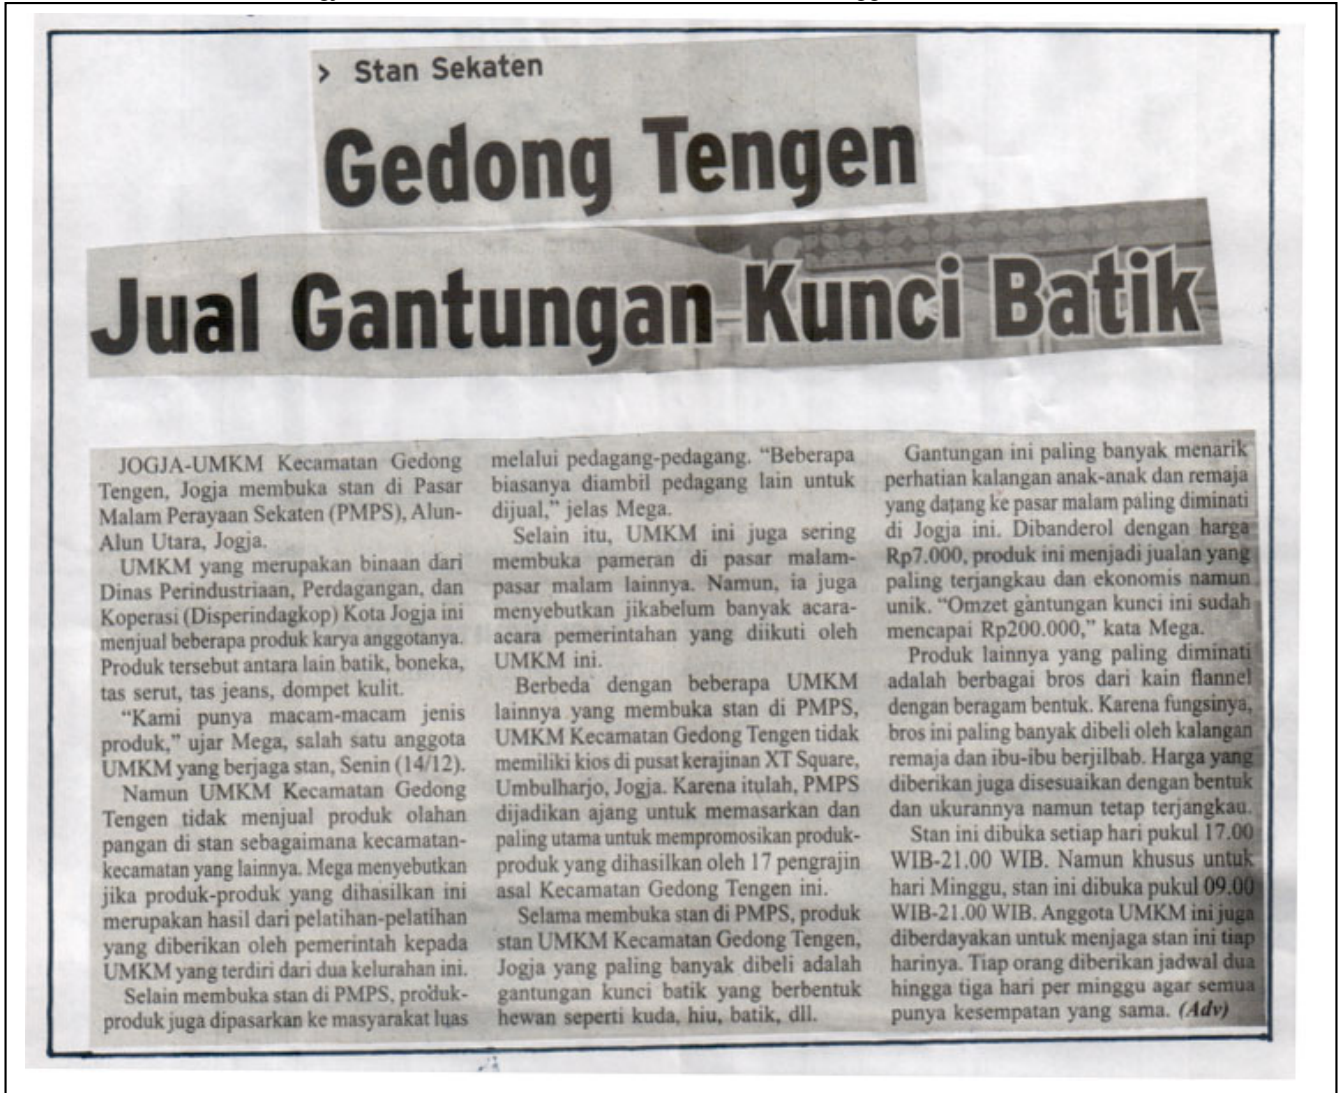 > Stan Sekaten
Gedong Tengen
Jual Gantungan Kunci Batik
JOGJA-UMKM Kecamatan Gedong
Tengen, Jogja membuka stan di Pasar
Malam Perayaan Sekaten (PMPS), Alun-
Alun Utara, Jogja.
UMKM yang merupakan binaan dari
Dinas Perindustriaan, Perdagangan, dan
Koperasi (Disperindagkop) Kota Jogja ini
menjual beberapa produk karya anggotanya.
Produk tersebut antara lain batik, boneka,
tas serut, tas jeans, dompet kulit.
“Kami punya macam-macam jenis
produk,” ujar Mega, salah satu anggota
UMKM yang berjaga stan, Senin (14/12).
Namun UMKM Kecamatan Gedong
Tengen tidak menjual produk olahan
pangan di stan sebagaimana kecamatan-
kecamatan yang lainnya. Mega menyebutkan
jika produk-produk yang dihasilkan ini
merupakan hasil dari pelatihan-pelatihan
yang diberikan oleh pemerintah kepada
UMKM yang terdiri dari dua kelurahan ini.
Selain membuka stan di PMPS, produk-
produk juga dipasarkan ke masyarakat luas
melalui pedagang-pedagang. “Beberapa
biasanya diambil pedagang lain untuk
dijual,” jelas Mega.
Selain itu, UMKM ini juga sering
membuka pameran di pasar malam-
pasar malam lainnya. Namun, ia juga
menyebutkan jikabelum banyak acara-
acara pemerintahan yang diikuti oleh
UMKM ini.
Berbeda dengan beberapa UMKM
lainnya yang membuka stan di PMPS,
UMKM Kecamatan Gedong Tengen tidak
memiliki kios di pusat kerajinan XT Square,
Umbulharjo, Jogja. Karena itulah, PMPS
dijadikan ajang untuk memasarkan dan
paling utama untuk mempromosikan produk-
produk yang dihasilkan oleh 17 pengrajin
asal Kecamatan Gedong Tengen ini.
Selama membuka stan di PMPS, produk
stan UMKM Kecamatan Gedong Tengen,
Jogja yang paling banyak dibeli adalah
gantungan kunci batik yang berbentuk
hewan seperti kuda, hiu, batik, dll.
Gantungan ini paling banyak menarik
perhatian kalangan anak-anak dan remaja
yang datang ke pasar malam paling diminati
di Jogja ini. Dibanderol dengan harga
Rp7.000, produk ini menjadi jualan yang
paling terjangkau dan ekonomis namun
unik. “Omzet gantungan kunci ini sudah
mencapai Rp200.000,” kata Mega.
Produk lainnya yang paling diminati
adalah berbagai bros dari kain flannel
dengan beragam bentuk. Karena fungsinya,
bros ini paling banyak dibeli oleh kalangan
remaja dan ibu-ibu berjilbab. Harga yang
diberikan juga disesuaikan dengan bentuk
dan ukurannya namun tetap terjangkau.
Stan ini dibuka setiap hari pukul 17.00
WIB-21.00 WIB. Namun khusus untuk
hari Minggu, stan ini dibuka pukul 09.00
WIB-21.00 WIB. Anggota UMKM ini juga
diberdayakan untuk menjaga stan ini tiap
harinya. Tiap orang diberikan jadwal dua
hingga tiga hari per minggu agar semua
punya kesempatan yang sama. (Adv)